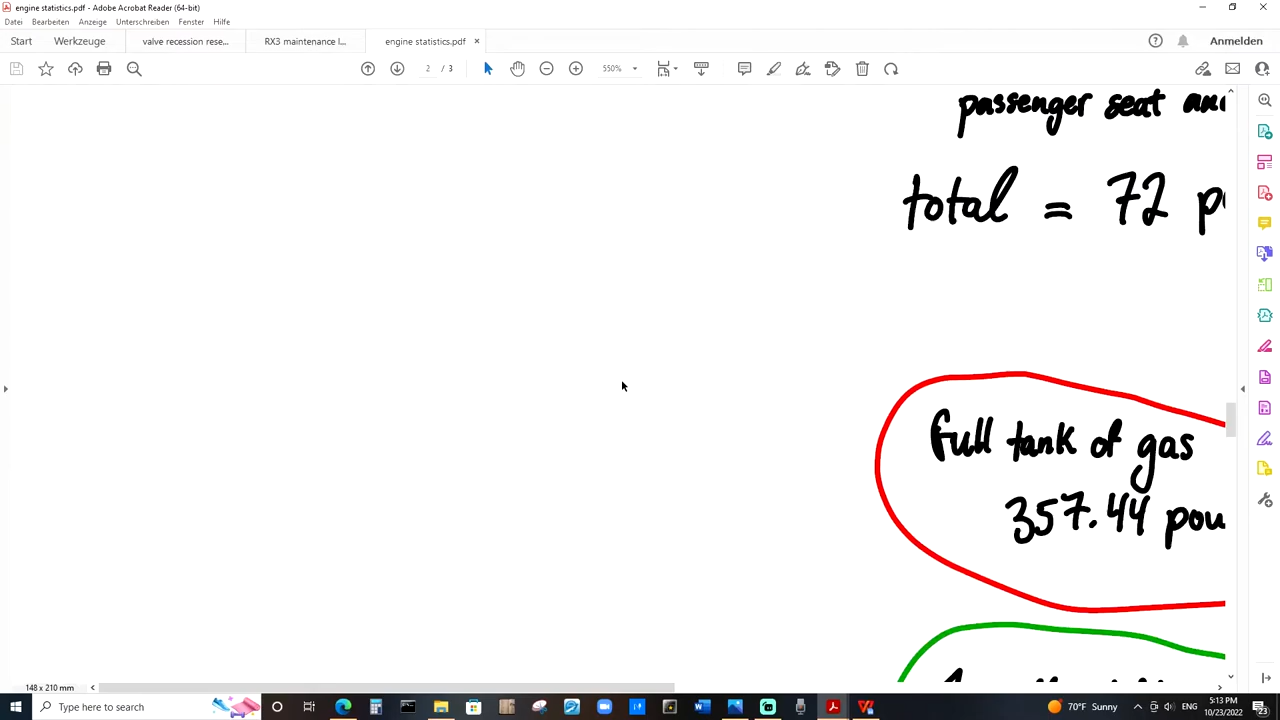 engine statistics.pdf - Adobe Acrobat Reader (64-bit)
Datei Bearbeiten Anzeige Unterschreiben Fenster Hilfe
Start Werkzeuge valve recession rese... RX3 maintenance l... engine statistics.pdf × Anmelden
2 / 3 550%
passenger seat
total = 72
full tank of gas
357.44
148 x 210 mm
Type here to search
70°F Sunny ENG 5:13 PM
10/23/2022